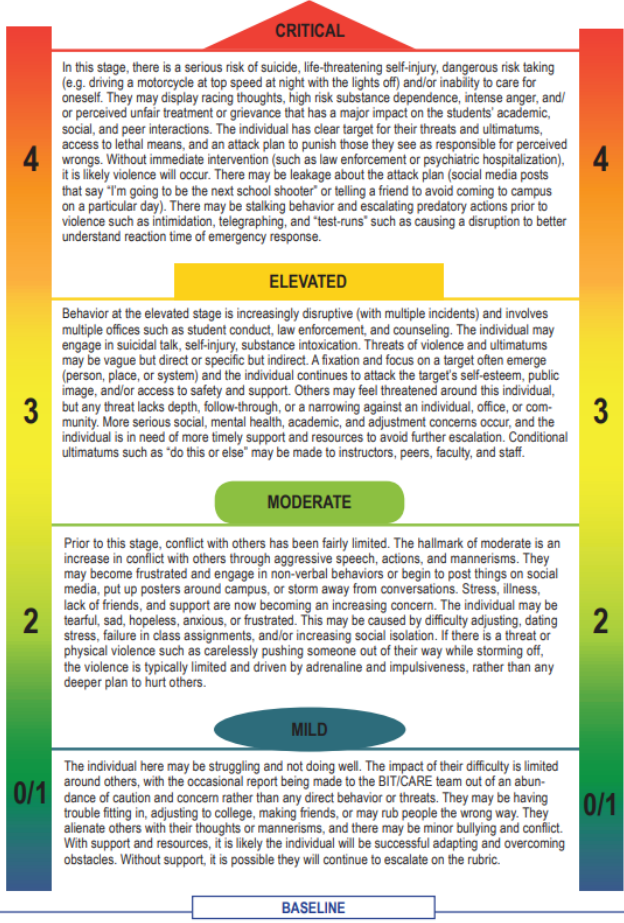 CRITICAL
In this stage, there is a serious risk of suicide, life-threatening self-injury, dangerous risk taking
(e.g. driving a motorcycle at top speed at night with the lights off) and/or inability to care for
oneself. They may display racing thoughts, high risk substance dependence, intense anger, and/
or perceived unfair treatment or grievance that has a major impact on the students' academic,
social, and peer interactions. The individual has clear target for their threats and ultimatums,
access to lethal means, and an attack plan to punish those they see as responsible for perceived
wrongs. Without immediate intervention (such as law enforcement or psychiatric hospitalization),
it is likely violence will occur. There may be leakage about the attack plan (social media posts
that say "I'm going to be the next school shooter" or telling a friend to avoid coming to campus
on a particular day). There may be stalking behavior and escalating predatory actions prior to
violence such as intimidation, telegraphing, and "test-runs" such as causing a disruption to better
understand reaction time of emergency response.
4
4
ELEVATED
Behavior at the elevated stage is increasingly disruptive (with multiple incidents) and involves
multiple offices such as student conduct, law enforcement, and counseling. The individual may
engage in suicidal talk, self-injury, substance intoxication. Threats of violence and ultimatums
may be vague but direct or specific but indirect. A fixation and focus on a target often emerge
(person, place, or system) and the individual continues to attack the target's self-esteem, public
image, and/or access to safety and support. Others may feel threatened around this individual,
but any threat lacks depth, follow-through, or a narrowing against an individual, office, or com-
munity. More serious social, mental health, academic, and adjustment concerns occur, and the
individual is in need of more timely support and resources to avoid further escalation. Conditional
ultimatums such as "do this or else" may be made to instructors, peers, faculty, and staff.
3
3
MODERATE
Prior to this stage, conflict with others has been fairly limited. The hallmark of moderate is an
increase in conflict with others through aggressive speech, actions, and mannerisms. They
may become frustrated and engage in non-verbal behaviors or begin to post things on social
media, put up posters around campus, or storm away from conversations. Stress, illness,
lack of friends, and support are now becoming an increasing concern. The individual may be
tearful, sad, hopeless, anxious, or frustrated. This may be caused by difficulty adjusting, dating
stress, failure in class assignments, and/or increasing social isolation. If there is a threat or
physical violence such as carelessly pushing someone out of their way while storming off,
the violence is typically limited and driven by adrenaline and impulsiveness, rather than any
deeper plan to hurt others.
2
2
MILD
The individual here may be struggling and not doing well. The impact of their difficulty is limited
around others, with the occasional report being made to the BIT/CARE team out of an abun-
dance of caution and concern rather than any direct behavior or threats. They may be having
trouble fitting in, adjusting to college, making friends, or may rub people the wrong way. They
alienate others with their thoughts or mannerisms, and there may be minor bullying and conflict.
With support and resources, it is likely the individual will be successful adapting and overcoming
obstacles. Without support, it is possible they will continue to escalate on the rubric.
0/1
0/1
BASELINE